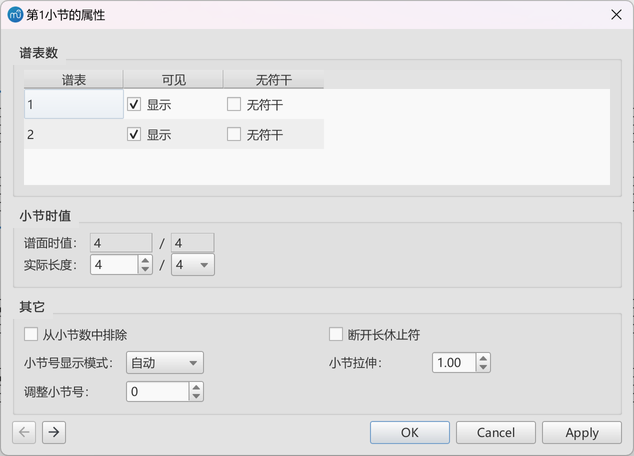 第1小节的属性
谱表数
谱表 可见 无符干
1 显示 无符干
2 显示 无符干
小节时值
谱面时值: 4 / 4
实际长度: 4 / 4
其它
从小节数中排除 断开长休止符
小节号显示模式: 自动 小节拉伸: 1.00
调整小节号: 0
OK Cancel Apply